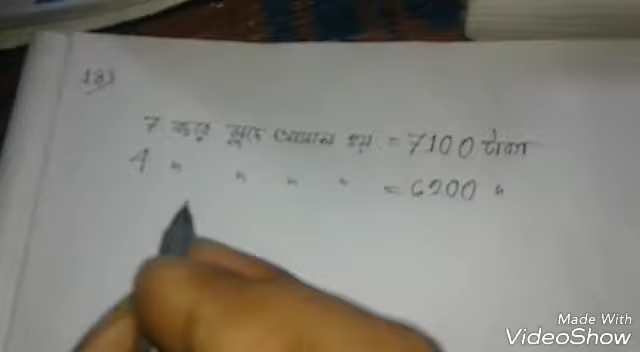 18)
7 বছরে সুদে আসলে হয় = 7100 টাকা
4 " " " " = 6200 "
Made With
VideoShow